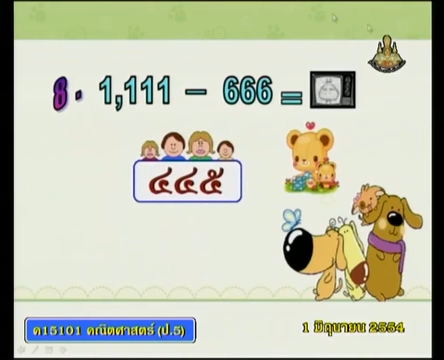 8. 1,111 – 666 =
๔๔๕
ค15101 คณิตศาสตร์ (ป.5)
1 มิถุนายน 2554